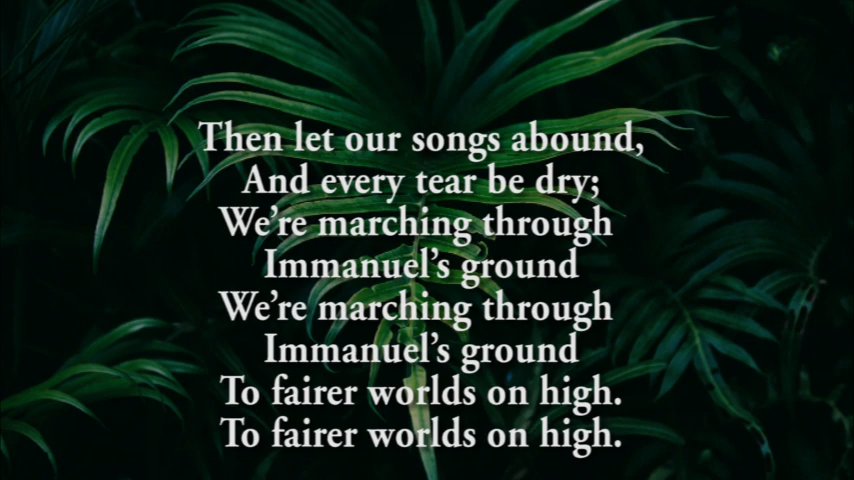 Then let our songs abound,
And every tear be dry;
We’re marching through
Immanuel’s ground
We’re marching through
Immanuel’s ground
To fairer worlds on high.
To fairer worlds on high.